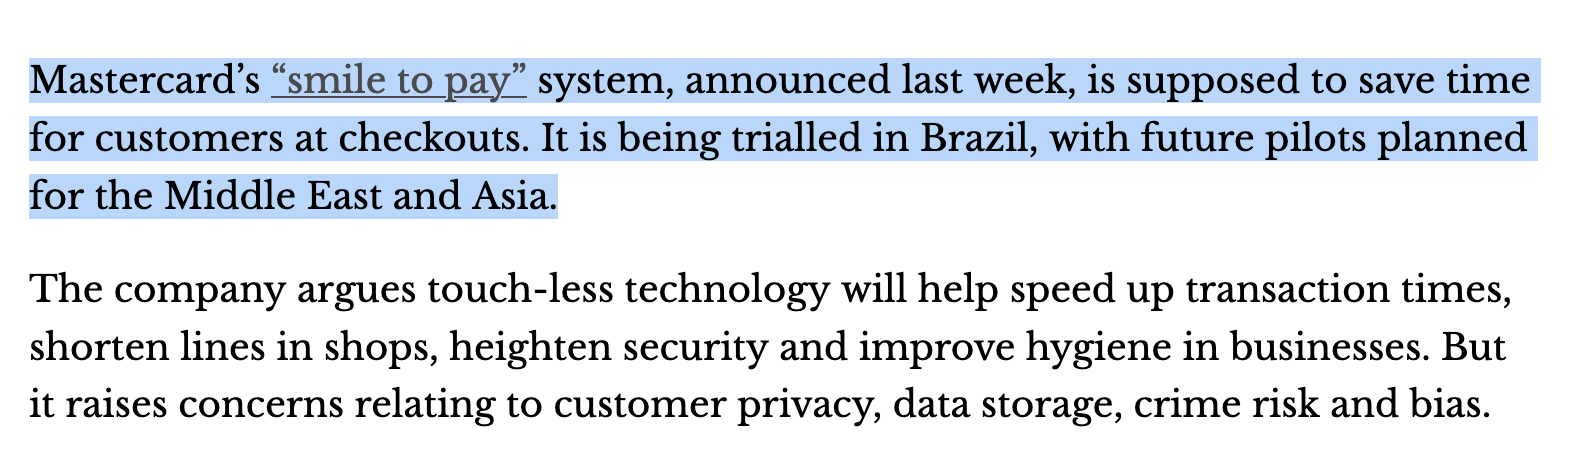 Mastercard’s “smile to pay” system, announced last week, is supposed to save time
for customers at checkouts. It is being trialled in Brazil, with future pilots planned
for the Middle East and Asia.
The company argues touch-less technology will help speed up transaction times,
shorten lines in shops, heighten security and improve hygiene in businesses. But
it raises concerns relating to customer privacy, data storage, crime risk and bias.